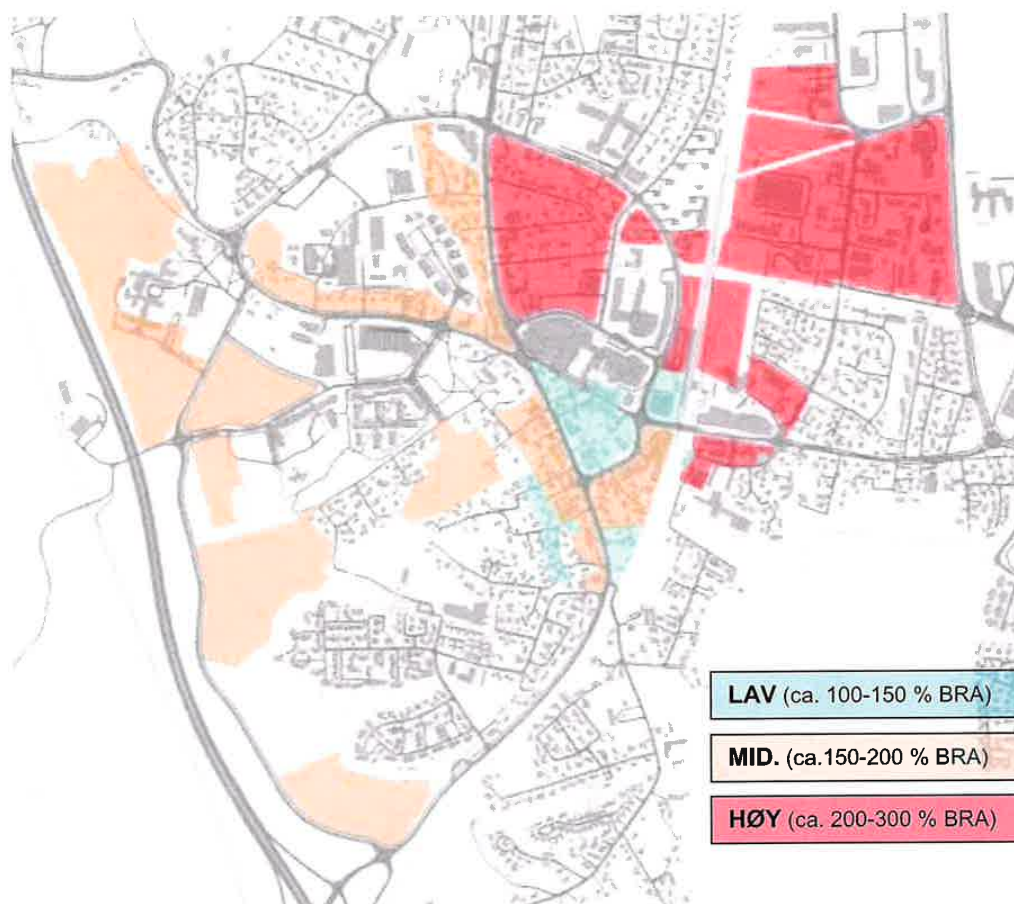 LAV (ca. 100-150 % BRA)
MID. (ca.150-200 % BRA)
HØY (ca. 200-300 % BRA)